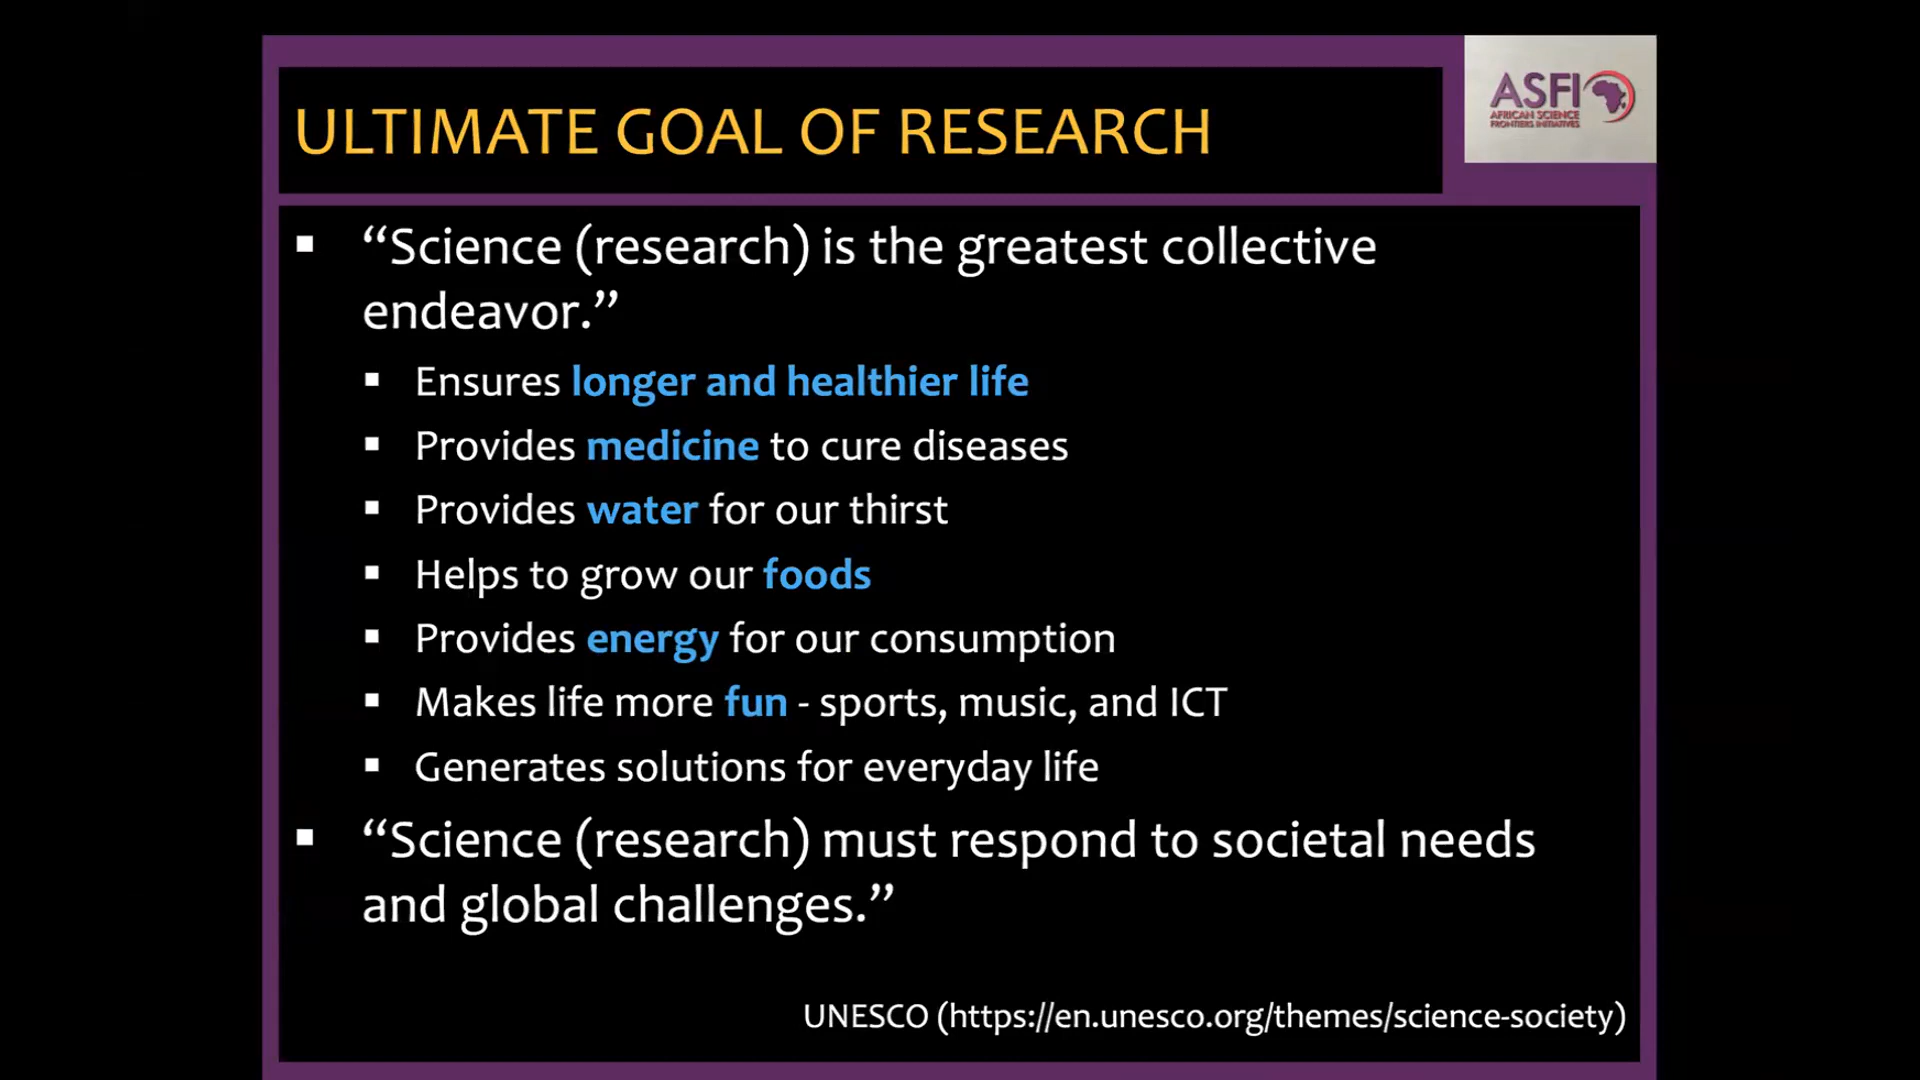 ULTIMATE GOAL OF RESEARCH
ASFI
AFRICAN SCIENCE
FRONTIERS INITIATIVES
▪ “Science (research) is the greatest collective
endeavor.”
▪ Ensures longer and healthier life
▪ Provides medicine to cure diseases
▪ Provides water for our thirst
▪ Helps to grow our foods
▪ Provides energy for our consumption
▪ Makes life more fun - sports, music, and ICT
▪ Generates solutions for everyday life
▪ “Science (research) must respond to societal needs
and global challenges.”
UNESCO (https://en.unesco.org/themes/science-society)